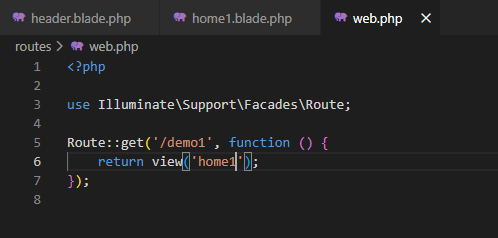 header.blade.php home1.blade.php web.php
routes > web.php
1 <?php
2
3 use Illuminate\Support\Facades\Route;
4
5 Route::get('/demo1', function () {
6     return view('home1');
7 });
8